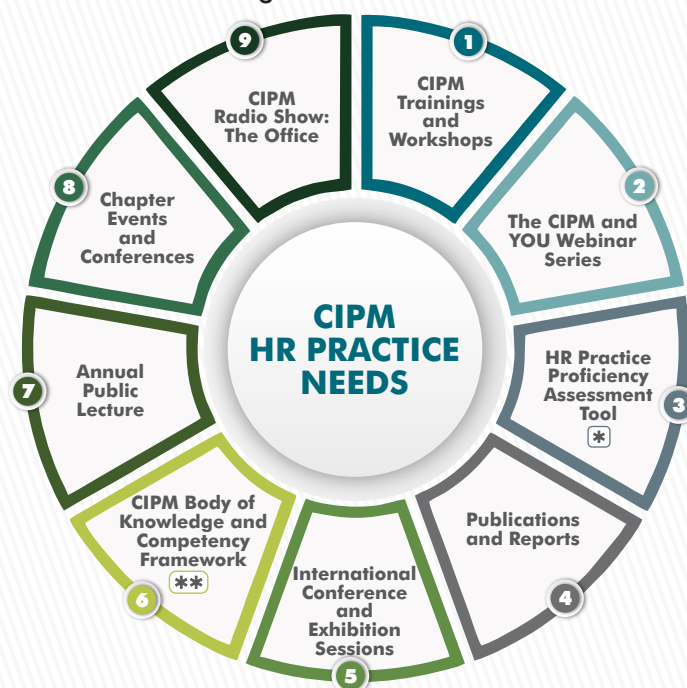 9
CIPM
Radio Show:
The Office
1
CIPM
Trainings
and
Workshops
2
The CIPM and
YOU Webinar
Series
HR Practice
Proficiency
Assessment
Tool
*
3
Publications
and Reports
4
International
Conference
and
Exhibition
Sessions
5
CIPM Body of
Knowledge and
Competency
Framework
**
6
Annual
Public
Lecture
7
8
Chapter
Events
and
Conferences
CIPM
HR PRACTICE
NEEDS